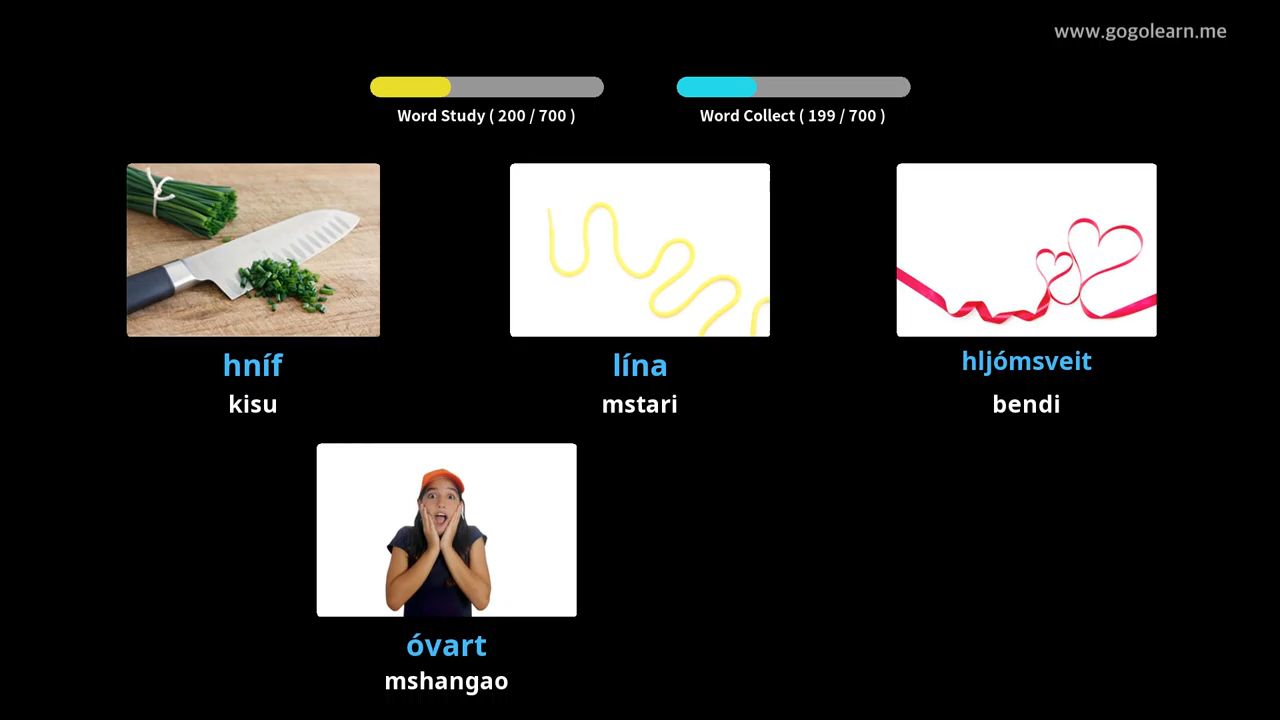 www.gogolearn.me
Word Study ( 200 / 700 )
Word Collect ( 199 / 700 )
hníf
lína
hljómsveit
kisu
mstari
bendi
óvart
mshangao